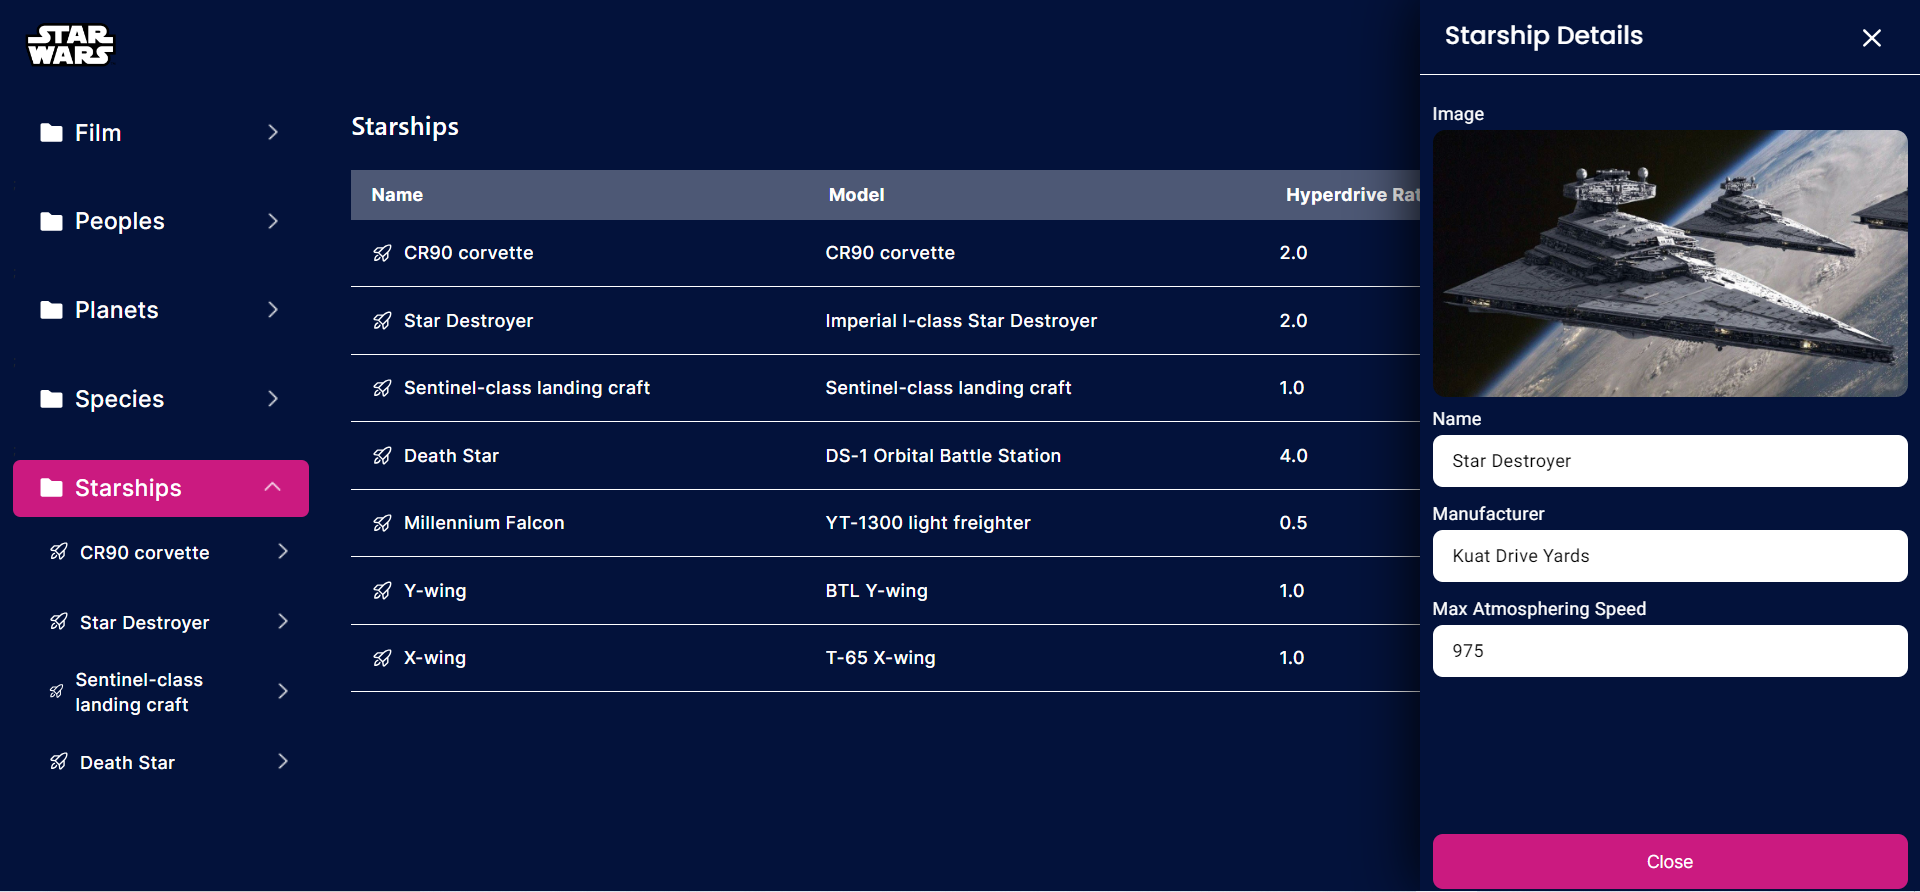 STAR
WARS
Film
Peoples
Planets
Species
Starships
CR90 corvette
Star Destroyer
Sentinel-class
landing craft
Death Star
Starships
Name Model Hyperdrive Rat
CR90 corvette CR90 corvette 2.0
Star Destroyer Imperial I-class Star Destroyer 2.0
Sentinel-class landing craft Sentinel-class landing craft 1.0
Death Star DS-1 Orbital Battle Station 4.0
Millennium Falcon YT-1300 light freighter 0.5
Y-wing BTL Y-wing 1.0
X-wing T-65 X-wing 1.0
Starship Details
Image
Name
Star Destroyer
Manufacturer
Kuat Drive Yards
Max Atmosphering Speed
975
Close